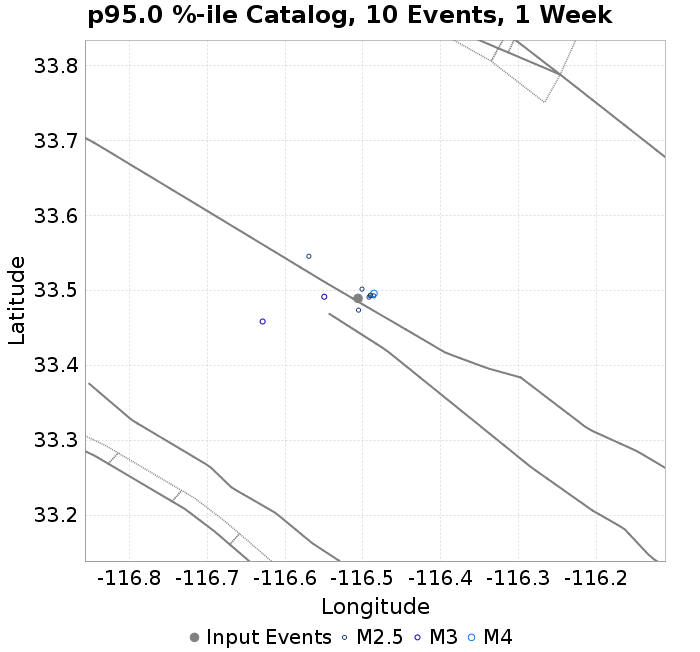 p95.0 %-ile Catalog, 10 Events, 1 Week
33.8
33.7
33.6
33.5
33.4
33.3
33.2
Latitude
-116.8 -116.7 -116.6 -116.5 -116.4 -116.3 -116.2
Longitude
Input Events M2.5 M3 M4